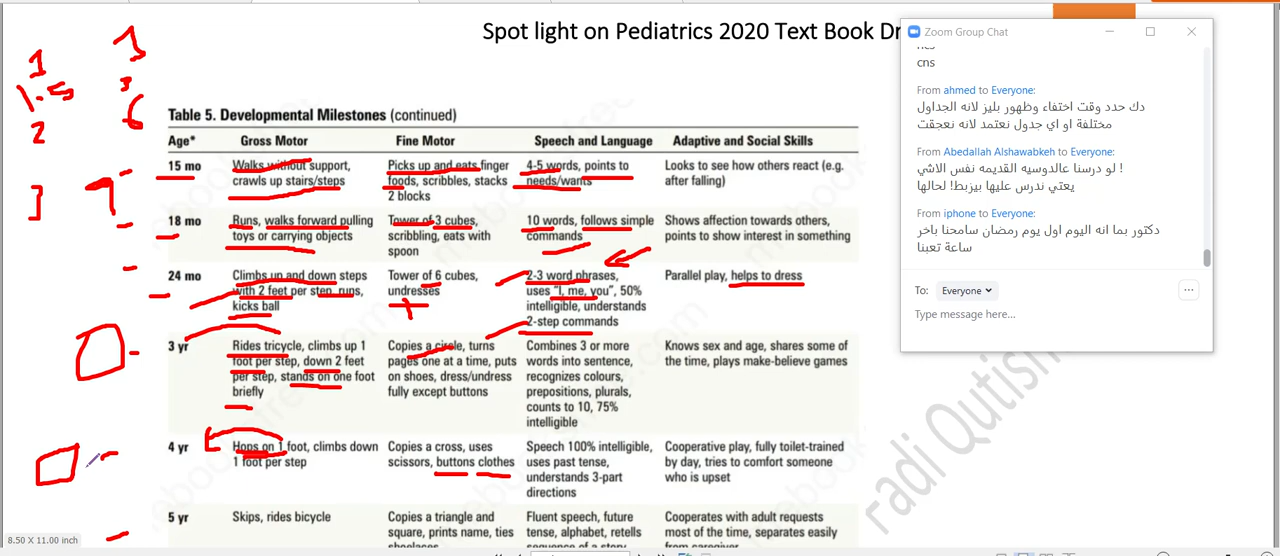 Spot light on Pediatrics 2020 Text Book Dr
Table 5. Developmental Milestones (continued)
Age* Gross Motor Fine Motor Speech and Language Adaptive and Social Skills
15 mo
Walks without support,
crawls up stairs/steps
Picks up and eats finger
foods, scribbles, stacks
2 blocks
4-5 words, points to
needs/wants
Looks to see how others react (e.g.
after falling)
18 mo
Runs, walks forward pulling
toys or carrying objects
Tower of 3 cubes,
scribbling, eats with
spoon
10 words, follows simple
commands
Shows affection towards others,
points to show interest in something
24 mo
Climbs up and down steps
with 2 feet per step, runs,
kicks ball
Tower of 6 cubes,
undresses
2-3 word phrases,
uses "I, me, you", 50%
intelligible, understands
2-step commands
Parallel play, helps to dress
3 yr
Rides tricycle, climbs up 1
foot per step, down 2 feet
per step, stands on one foot
briefly
Copies a circle, turns
pages one at a time, puts
on shoes, dress/undress
fully except buttons
Combines 3 or more
words into sentence,
recognizes colours,
prepositions, plurals,
counts to 10, 75%
intelligible
Knows sex and age, shares some of
the time, plays make-believe games
4 yr
Hops on 1 foot, climbs down
1 foot per step
Copies a cross, uses
scissors, buttons clothes
Speech 100% intelligible,
uses past tense,
understands 3-part
directions
Cooperative play, fully toilet-trained
by day, tries to comfort someone
who is upset
5 yr
Skips, rides bicycle
Copies a triangle and
square, prints name, ties
shoelaces
Fluent speech, future
tense, alphabet, retells
Cooperates with adult requests
most of the time, separates easily
from caregiver
1
1.5
2
3
1
3
6
9
radi Qutish
8.50 X 11.00 inch
Zoom Group Chat
cns
From ahmed to Everyone:
دك حدد وقت اختفاء وظهور بليز لانه الجداول
مختلفة او اي جدول نعتمد لانه نعجقت
From Abedallah Alshawabkeh to Everyone:
! لو درسنا عالدوسيه القديمه نفس الاشي
يعتي ندرس عليها بيزبط! لحالها
From iphone to Everyone:
دكتور بما انه اليوم اول يوم رمضان سامحنا باخر
ساعة تعبنا
To: Everyone
Type message here...